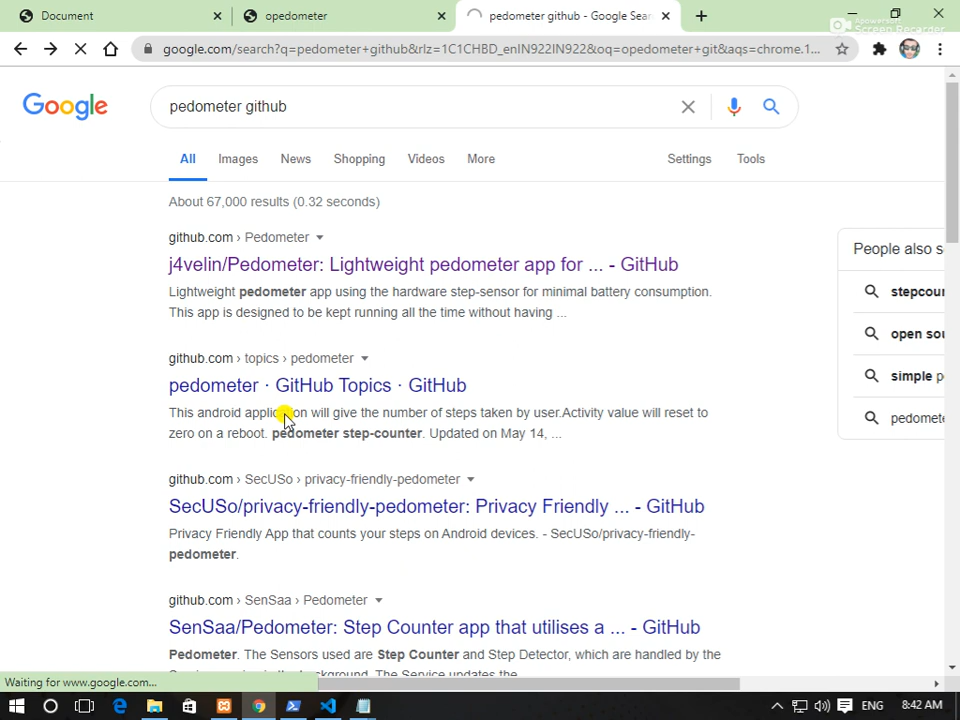 Document
opedometer
pedometer github - Google Sear
Apowersoft
Screen Recorder
google.com/search?q=pedometer+github&rlz=1C1CHBD_enIN922IN922&oq=opedometer+git&aqs=chrome.1...
Google
pedometer github
All Images News Shopping Videos More Settings Tools
About 67,000 results (0.32 seconds)
github.com › Pedometer
j4velin/Pedometer: Lightweight pedometer app for ... - GitHub
Lightweight pedometer app using the hardware step-sensor for minimal battery consumption.
This app is designed to be kept running all the time without having ...
github.com › topics › pedometer
pedometer · GitHub Topics · GitHub
This android application will give the number of steps taken by user.Activity value will reset to
zero on a reboot. pedometer step-counter. Updated on May 14, ...
github.com › SecUSo › privacy-friendly-pedometer
SecUSo/privacy-friendly-pedometer: Privacy Friendly ... - GitHub
Privacy Friendly App that counts your steps on Android devices. - SecUSo/privacy-friendly-
pedometer.
github.com › SenSaa › Pedometer
SenSaa/Pedometer: Step Counter app that utilises a ... - GitHub
Pedometer. The Sensors used are Step Counter and Step Detector, which are handled by the
People also s
stepcoun
open sou
simple p
pedomete
Waiting for www.google.com...
ENG 8:42 AM